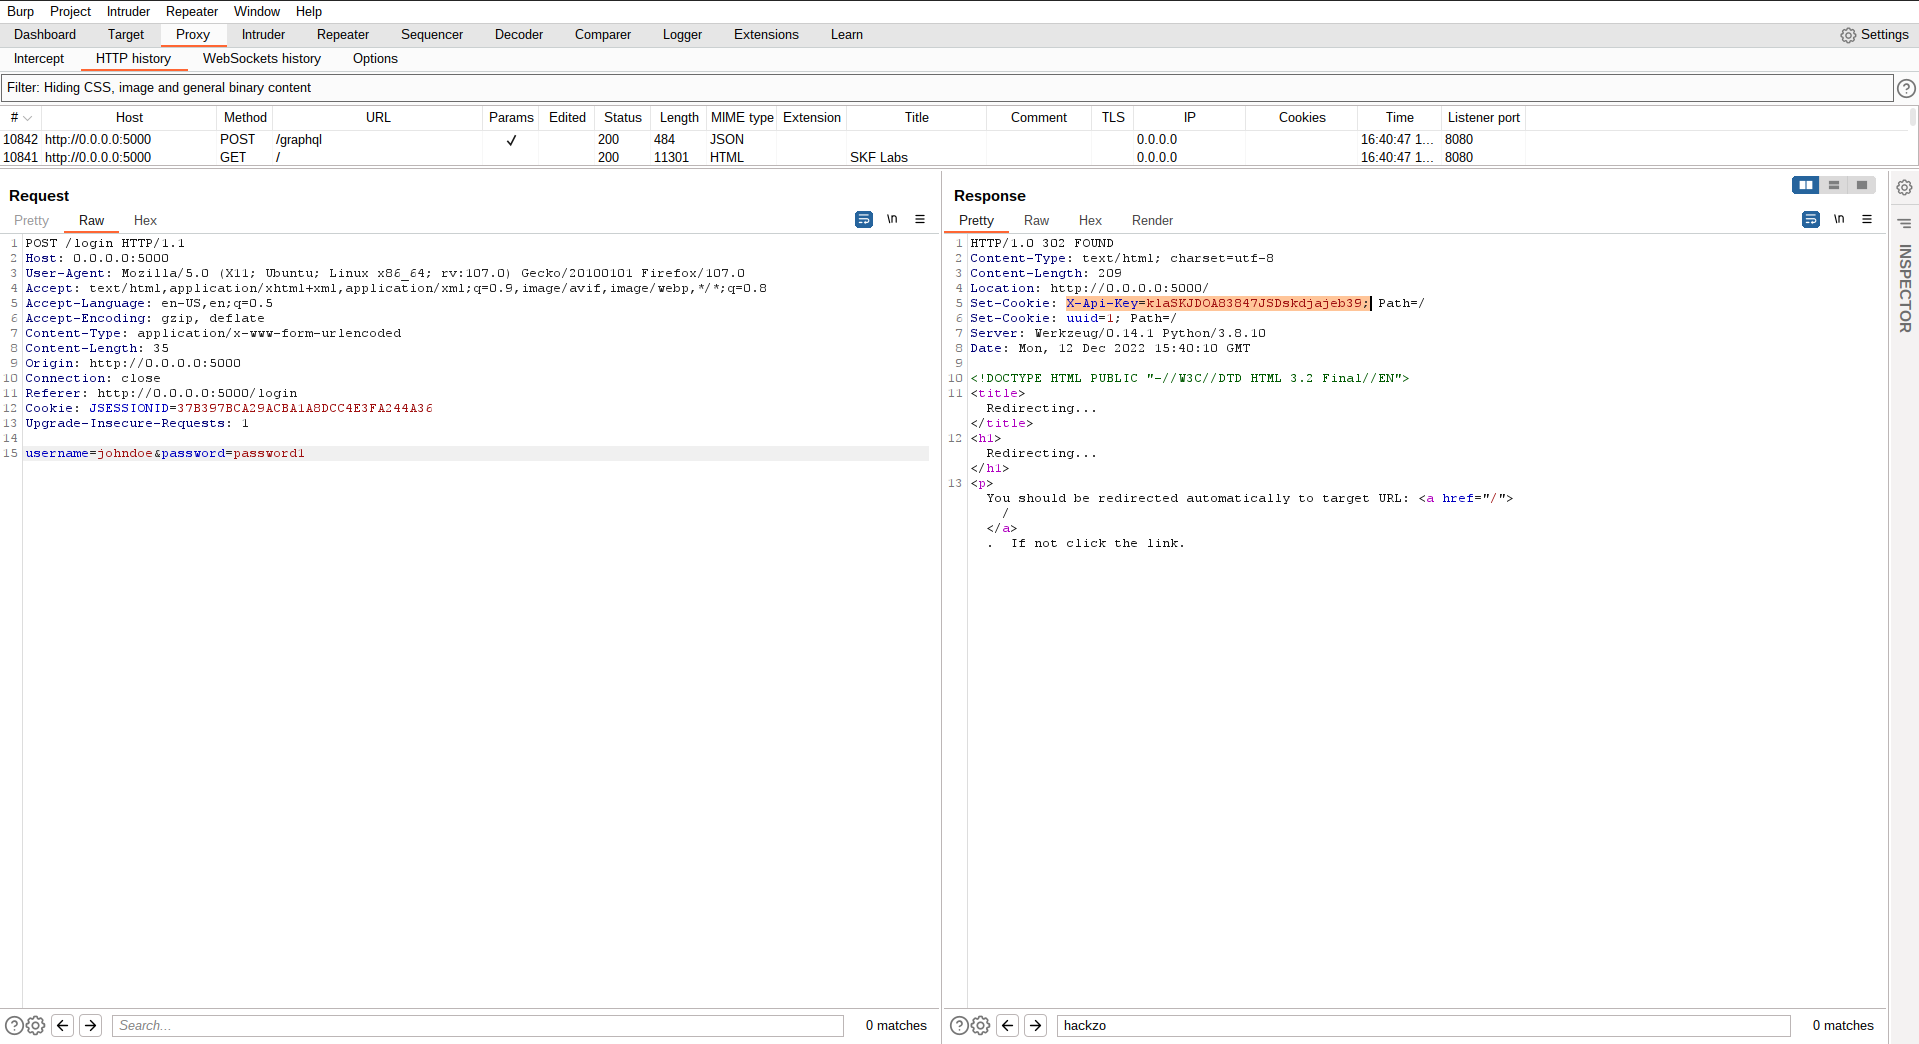 Burp Project Intruder Repeater Window Help
Dashboard Target Proxy Intruder Repeater Sequencer Decoder Comparer Logger Extensions Learn Settings
Intercept HTTP history WebSockets history Options
Filter: Hiding CSS, image and general binary content
# Host Method URL Params Edited Status Length MIME type Extension Title Comment TLS IP Cookies Time Listener port
10842 http://0.0.0.0:5000 POST /graphql ✓ 200 484 JSON 0.0.0.0 16:40:47 1... 8080
10841 http://0.0.0.0:5000 GET / 200 11301 HTML SKF Labs 0.0.0.0 16:40:47 1... 8080
Request
Pretty Raw Hex \n
1 POST /login HTTP/1.1
2 Host: 0.0.0.0:5000
3 User-Agent: Mozilla/5.0 (X11; Ubuntu; Linux x86_64; rv:107.0) Gecko/20100101 Firefox/107.0
4 Accept: text/html,application/xhtml+xml,application/xml;q=0.9,image/avif,image/webp,*/*;q=0.8
5 Accept-Language: en-US,en;q=0.5
6 Accept-Encoding: gzip, deflate
7 Content-Type: application/x-www-form-urlencoded
8 Content-Length: 35
9 Origin: http://0.0.0.0:5000
10 Connection: close
11 Referer: http://0.0.0.0:5000/login
12 Cookie: JSESSIONID=37B397BCA29ACBA1A8DCC4E3FA244A36
13 Upgrade-Insecure-Requests: 1
14
15 username=johndoe&password=password1
Search...
0 matches
Response
Pretty Raw Hex Render \n
1 HTTP/1.0 302 FOUND
2 Content-Type: text/html; charset=utf-8
3 Content-Length: 209
4 Location: http://0.0.0.0:5000/
5 Set-Cookie: X-Api-Key=klaSKJDOA83847JSDskdjajeb39; Path=/
6 Set-Cookie: uuid=1; Path=/
7 Server: Werkzeug/0.14.1 Python/3.8.10
8 Date: Mon, 12 Dec 2022 15:40:10 GMT
9
10 <!DOCTYPE HTML PUBLIC "-//W3C//DTD HTML 3.2 Final//EN">
11 <title>
Redirecting...
</title>
12 <h1>
Redirecting...
</h1>
13 <p>
You should be redirected automatically to target URL: <a href="/">
/
</a>
. If not click the link.
hackzo
0 matches
INSPECTOR